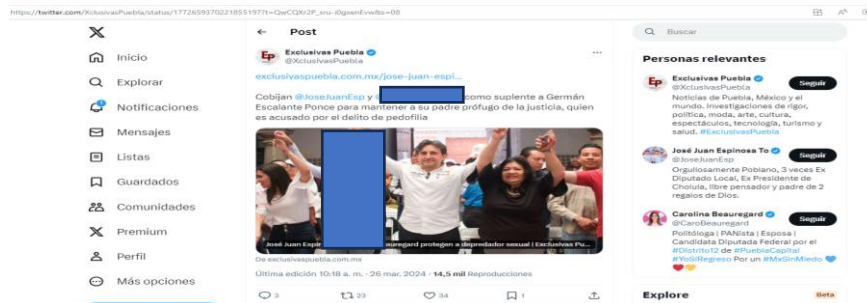 https://twitter.com/XclusivasPuebla/status/1772659370221855197?t=QwCQXr2P_xru-i0gxenEvw&s=08
Inicio
Explorar
Notificaciones
Mensajes
Listas
Guardados
Comunidades
Premium
Perfil
Más opciones
Post
Exclusivas Puebla
@XclusivasPuebla
exclusivaspuebla.com.mx/jose-juan-espi...
Cobijan @JoseJuanEsp y como suplente a Germán
Escalante Ponce para mantener a su padre prófugo de la justicia, quien
es acusado por el delito de pedofilia
José Juan Espir auregard protegen a depredador sexual | Exclusivas Pu...
De exclusivaspuebla.com.mx
Última edición 10:18 a. m. · 26 mar. 2024 · 14,5 mil Reproducciones
3 23 34 1
Buscar
Personas relevantes
Exclusivas Puebla
@XclusivasPuebla
Seguir
Noticias de Puebla, México y el
mundo. Investigaciones de rigor,
política, moda, arte, cultura,
espectáculos, tecnología, turismo y
salud. #ExclusivasPuebla
José Juan Espinosa To
@JoseJuanEsp
Seguir
Orgullosamente Poblano, 3 veces Ex
Diputado Local, Ex Presidente de
Cholula, libre pensador y padre de 2
regalos de Dios.
Carolina Beauregard
@CaroBeauregard
Seguir
Politóloga | PANista | Esposa |
Candidata Diputada Federal por el
#Distrito12 de #PueblaCapital
#YoSíRegreso Por un #MxSinMiedo
Explore
Beta